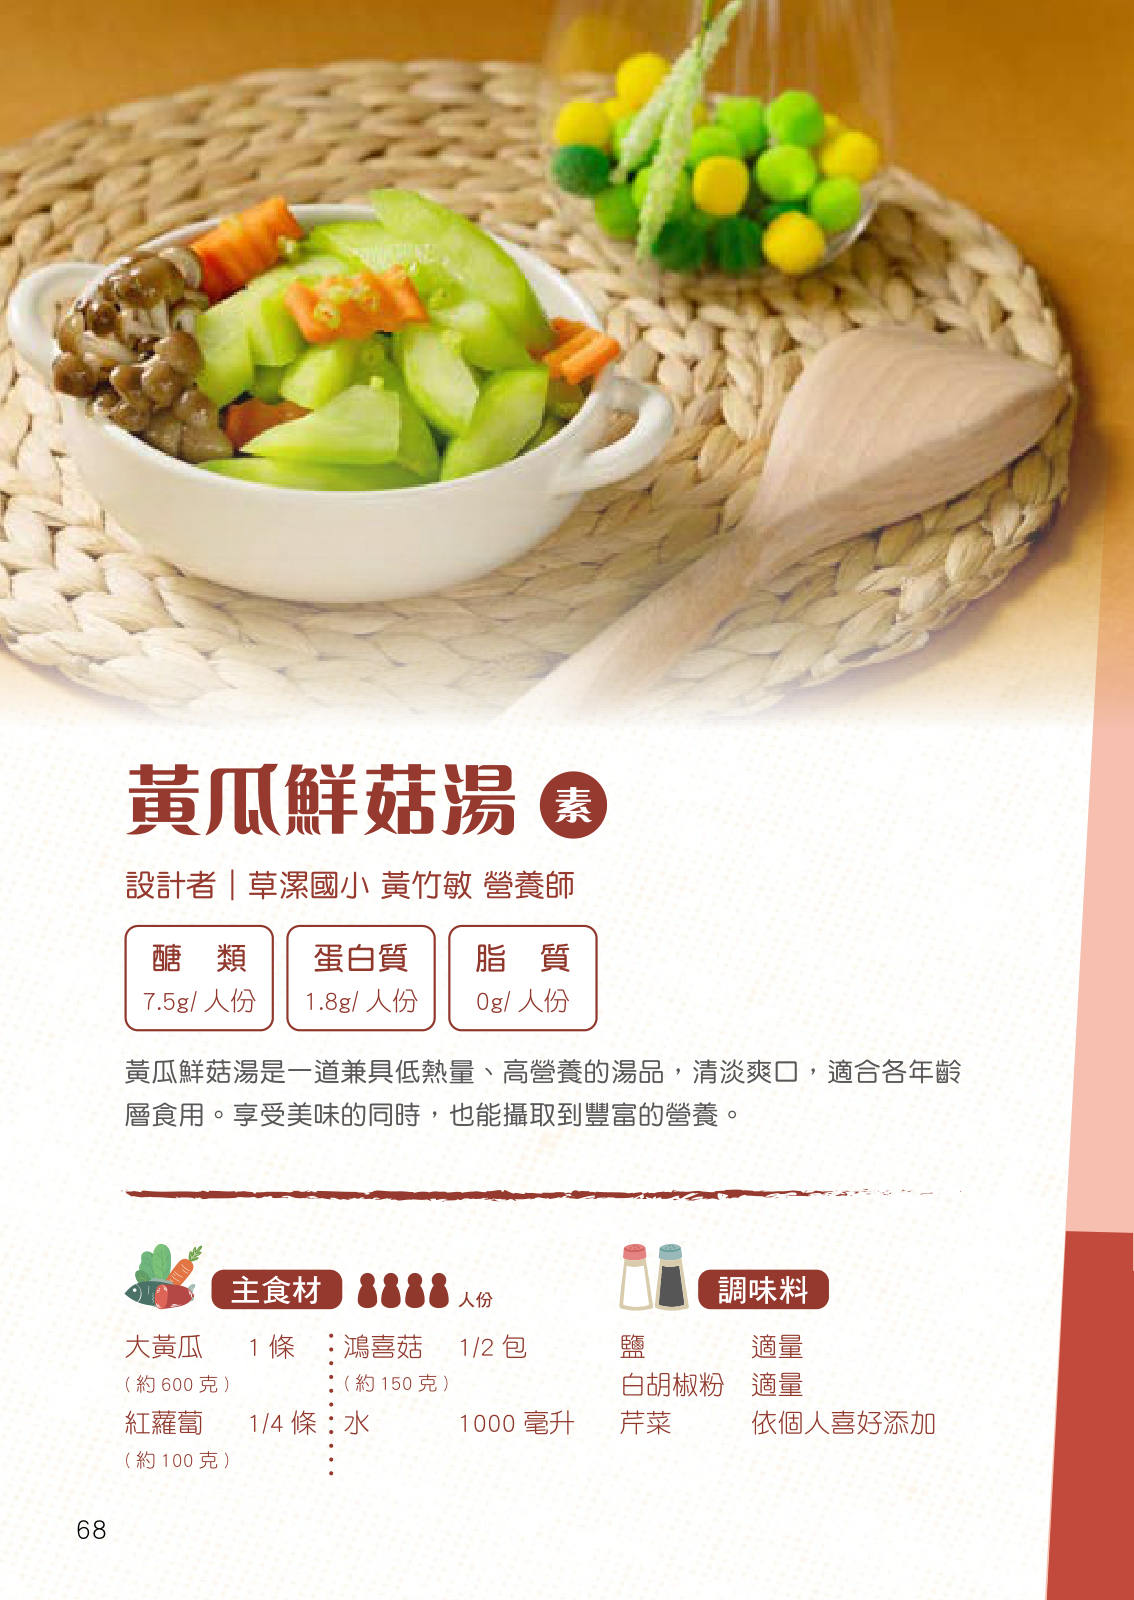 黃瓜鮮菇湯 素
設計者｜草漯國小 黃竹敏 營養師
醣 類 蛋白質 脂 質
7.5g/ 人份 1.8g/ 人份 0g/ 人份
黃瓜鮮菇湯是一道兼具低熱量、高營養的湯品，清淡爽口，適合各年齡
層食用。享受美味的同時，也能攝取到豐富的營養。
主食材 人份 調味料
大黃瓜 1 條 鴻喜菇 1/2 包 鹽 適量
（約 600 克） （約 150 克） 白胡椒粉 適量
紅蘿蔔 1/4 條 水 1000 毫升 芹菜 依個人喜好添加
（約 100 克）
68